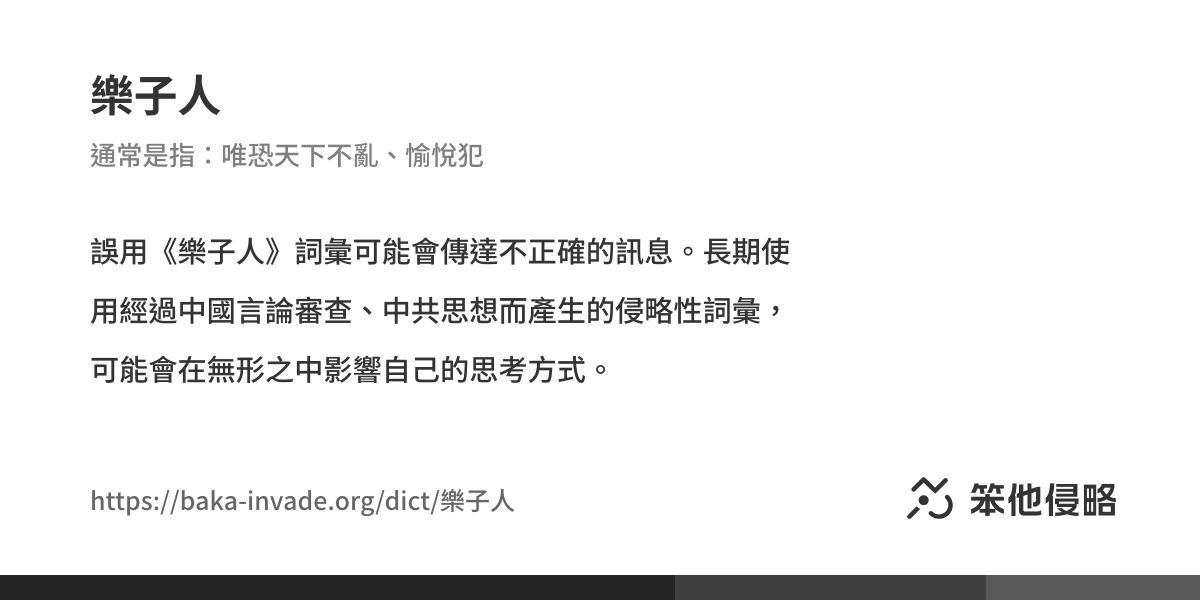 樂子人
通常是指：唯恐天下不亂、愉悅犯
誤用《樂子人》詞彙可能會傳達不正確的訊息。長期使
用經過中國言論審查、中共思想而產生的侵略性詞彙，
可能會在無形之中影響自己的思考方式。
https://baka-invade.org/dict/樂子人
笨他侵略